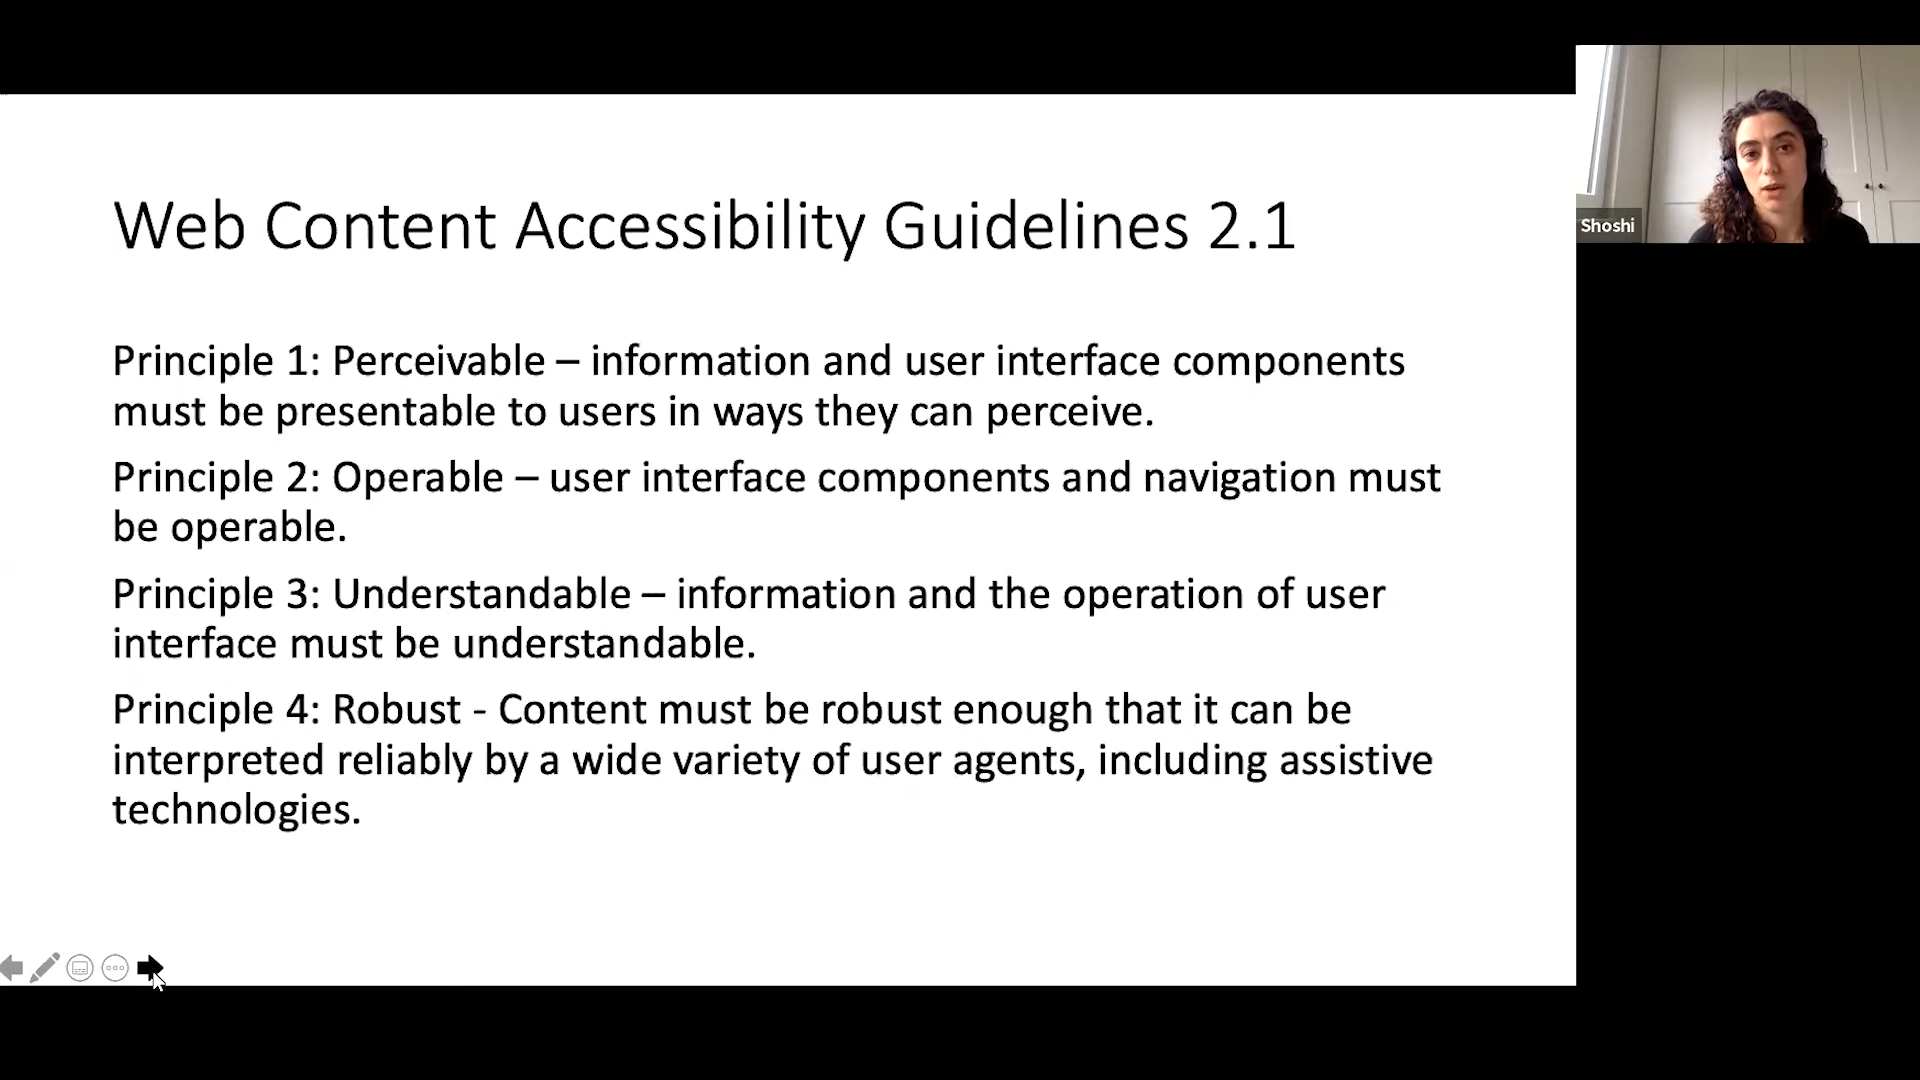 Web Content Accessibility Guidelines 2.1
Principle 1: Perceivable – information and user interface components
must be presentable to users in ways they can perceive.
Principle 2: Operable – user interface components and navigation must
be operable.
Principle 3: Understandable – information and the operation of user
interface must be understandable.
Principle 4: Robust - Content must be robust enough that it can be
interpreted reliably by a wide variety of user agents, including assistive
technologies.
Shoshi